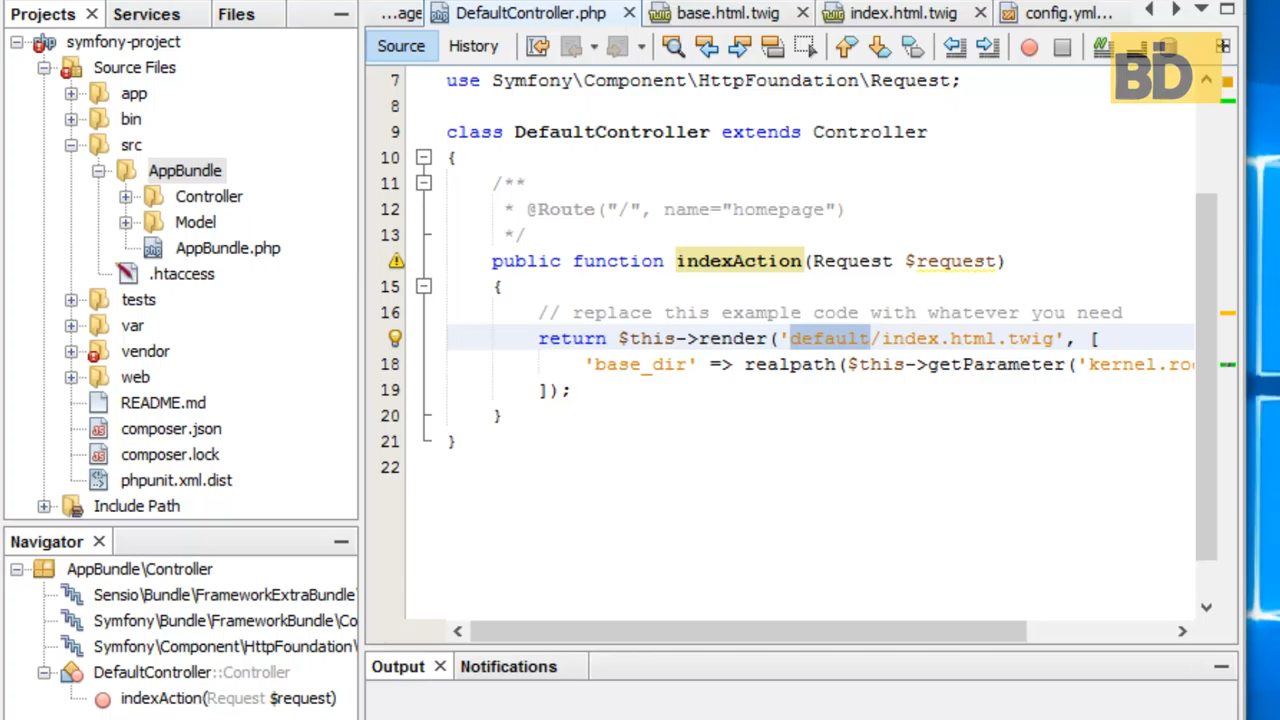 Projects
Services
Files
...age
DefaultController.php
base.html.twig
index.html.twig
config.yml...
symfony-project
Source Files
app
bin
src
AppBundle
Controller
Model
AppBundle.php
.htaccess
tests
var
vendor
web
README.md
composer.json
composer.lock
phpunit.xml.dist
Include Path
Source
History
BD
7 use Symfony\Component\HttpFoundation\Request;
8
9 class DefaultController extends Controller
10 {
11 /**
12 * @Route("/", name="homepage")
13 */
public function indexAction(Request $request)
15 {
16 // replace this example code with whatever you need
return $this->render('default/index.html.twig', [
18 'base_dir' => realpath($this->getParameter('kernel.roo
19 ]);
20 }
21 }
22
Navigator
AppBundle\Controller
Sensio\Bundle\FrameworkExtraBundle
Symfony\Bundle\FrameworkBundle\Co
Symfony\Component\HttpFoundation\
DefaultController::Controller
indexAction(Request $request)
Output
Notifications